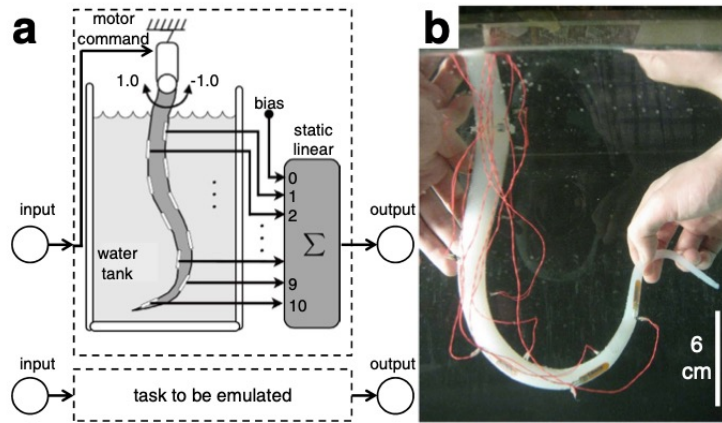 a
motor
command
1.0
-1.0
bias
static
linear
0
1
2
Σ
9
10
input
water
tank
output
input
task to be emulated
output
b
6
cm